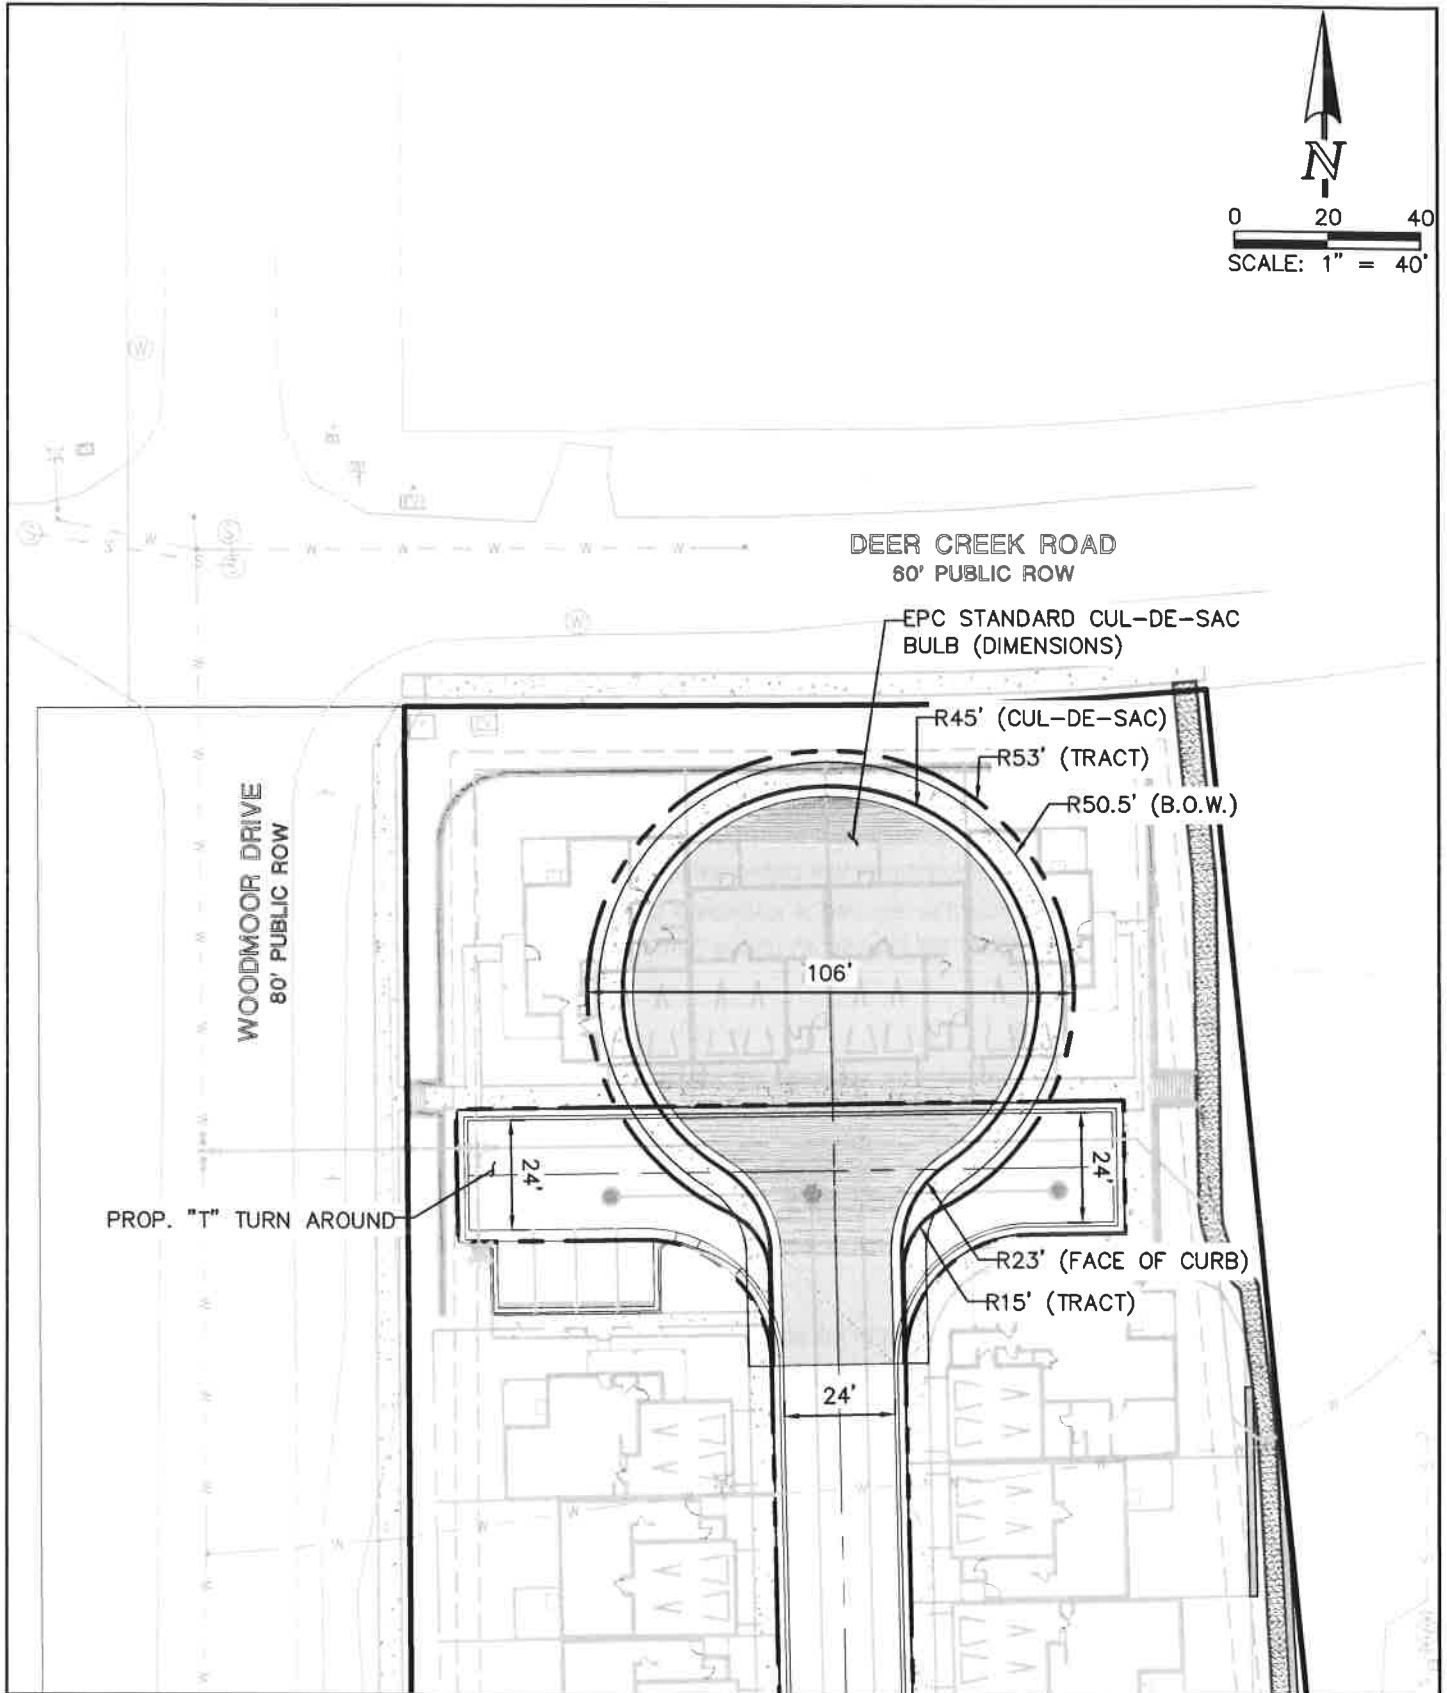 N
0 20 40
SCALE: 1" = 40'
DEER CREEK ROAD
60' PUBLIC ROW
EPC STANDARD CUL-DE-SAC
BULB (DIMENSIONS)
R45' (CUL-DE-SAC)
R53' (TRACT)
R50.5' (B.O.W.)
WOODMOOR DRIVE
80' PUBLIC ROW
106'
24'
24'
PROP. "T" TURN AROUND
R23' (FACE OF CURB)
R15' (TRACT)
24'